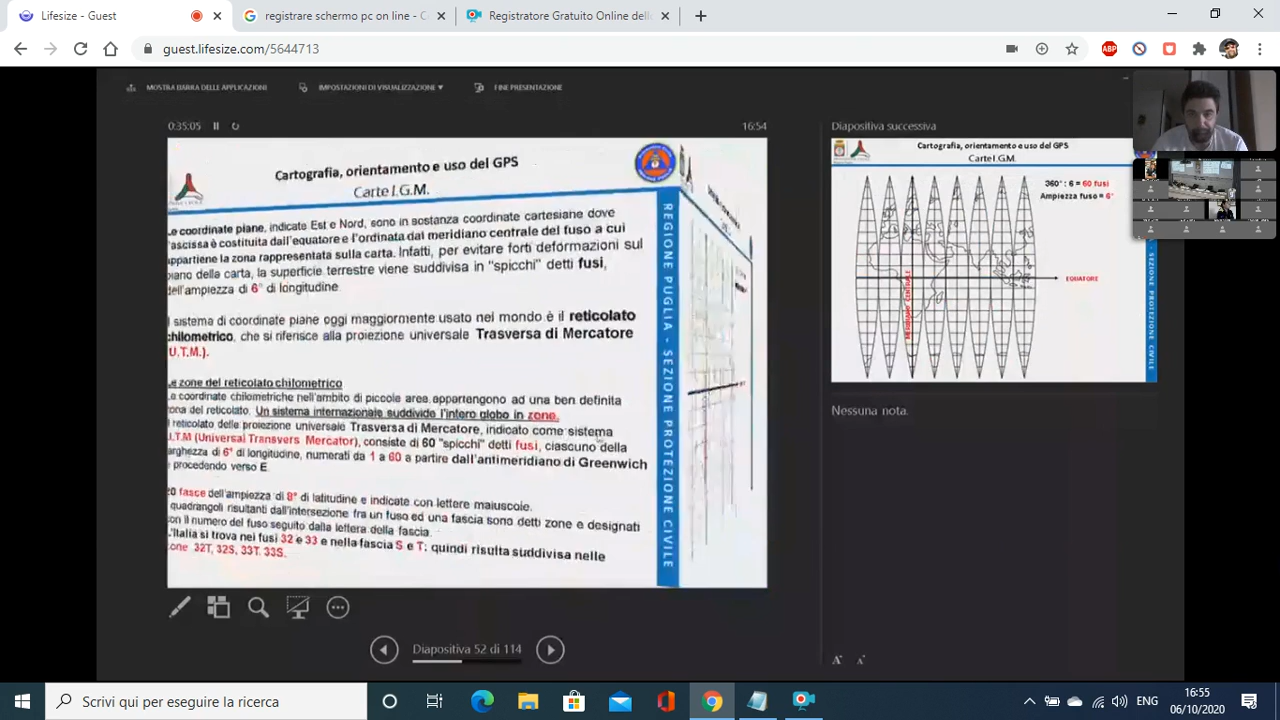 Lifesize - Guest
registrare schermo pc on line - C
Registratore Gratuito Online dell
guest.lifesize.com/5644713
ABP
MOSTRA BARRA DELLE APPLICAZIONI
IMPOSTAZIONI DI VISUALIZZAZIONE
FINE PRESENTAZIONE
0:35:05
16:54
Cartografia, orientamento e uso del GPS
Carte I.G.M.
Le coordinate piane, indicate Est e Nord, sono in sostanza coordinate cartesiane dove
l'ascissa è costituita dall'equatore e l'ordinata dal meridiano centrale del fuso a cui
appartiene la zona rappresentata sulla carta. Infatti, per evitare forti deformazioni sul
piano della carta, la superficie terrestre viene suddivisa in "spicchi" detti fusi,
dell'ampiezza di 6° di longitudine
il sistema di coordinate piane oggi maggiormente usato nel mondo è il reticolato
chilometrico, che si riferisce alla proiezione universale Trasversa di Mercatore
U.T.M.).
Le zone del reticolato chilometrico
Le coordinate chilometriche nell'ambito di piccole aree appartengono ad una ben definita
zona del reticolato. Un sistema internazionale suddivide l'intero globo in zone.
il reticolato della proiezione universale Trasversa di Mercatore, indicato come sistema
U.T.M (Universal Transvers Mercator), consiste di 60 "spicchi" detti fusi, ciascuno della
larghezza di 6° di longitudine, numerati da 1 a 60 a partire dall'antimeridiano di Greenwich
e procedendo verso E.
20 fasce dell'ampiezza di 8° di latitudine e indicate con lettere maiuscole.
quadrangoli risultanti dall'intersezione fra un fuso ed una fascia sono detti zone e designati
con il numero del fuso seguito dalla lettera della fascia.
L'Italia si trova nei fusi 32 e 33 e nella fascia S e T; quindi risulta suddivisa nelle
zone 32T, 32S, 33T. 33S.
REGIONE PUGLIA - SEZIONE PROTEZIONE CIVILE
Diapositiva 52 di 114
Diapositiva successiva
Cartografia, orientamento e uso del GPS
Carte I.G.M.
360° : 6 = 60 fusi
Ampiezza fuso = 6°
EQUATORE
MERIDIANO CENTRALE
- SEZIONE PROTEZIONE CIVILE
Nessuna nota.
A A
Scrivi qui per eseguire la ricerca
ENG
16:55
06/10/2020